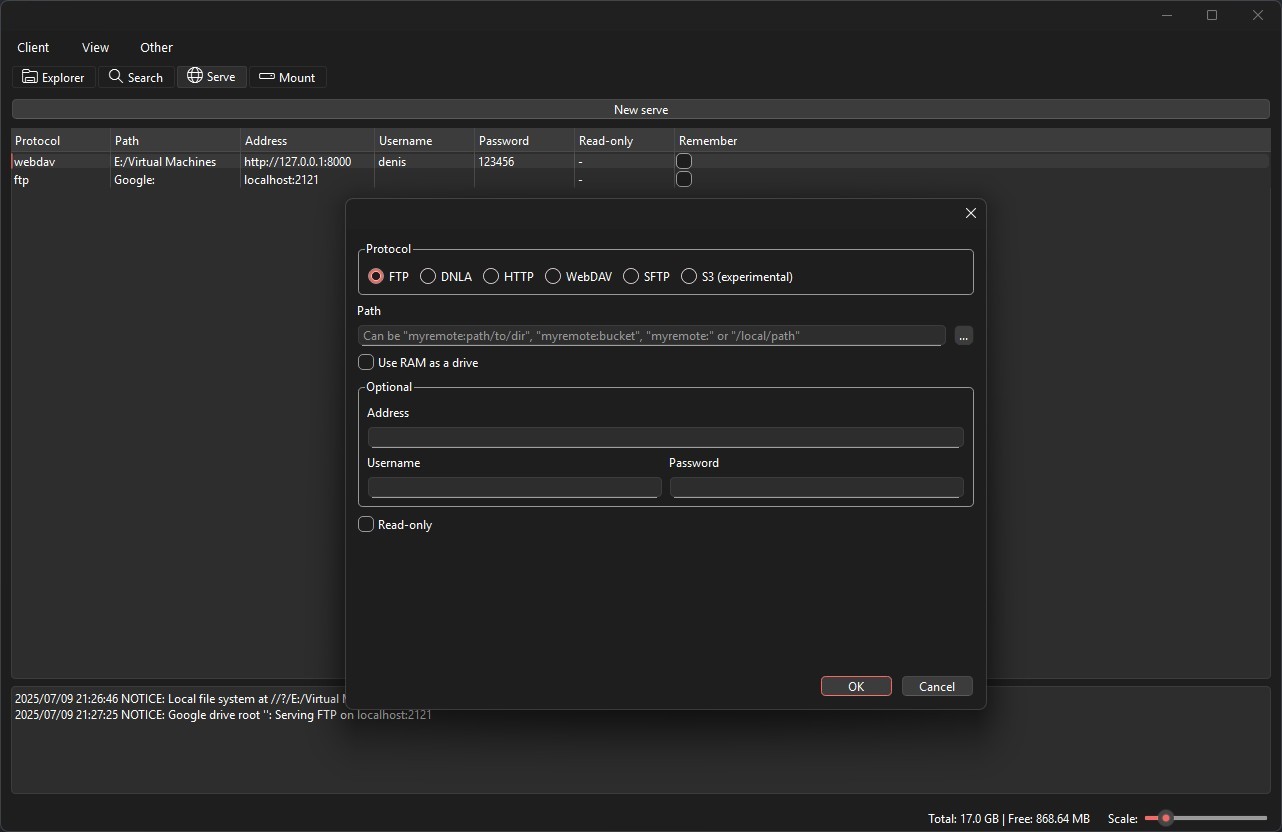 Client View Other
Explorer Search Serve Mount
New serve
Protocol Path Address Username Password Read-only Remember
webdav E:/Virtual Machines http://127.0.0.1:8000 denis 123456 -
ftp Google: localhost:2121 -
Protocol
FTP DNLA HTTP WebDAV SFTP S3 (experimental)
Path
Can be "myremote:path/to/dir", "myremote:bucket", "myremote:" or "/local/path" ...
Use RAM as a drive
Optional
Address
Username Password
Read-only
OK Cancel
2025/07/09 21:26:46 NOTICE: Local file system at //?/E:/Virtual
2025/07/09 21:27:25 NOTICE: Google drive root '': Serving FTP on localhost:2121
Total: 17.0 GB | Free: 868.64 MB Scale: